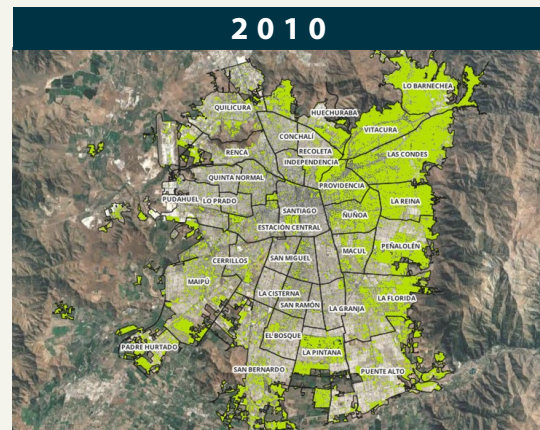 2010
LO BARNECHEA
QUILICURA
HUECHURABA
VITACURA
CONCHALÍ
RECOLETA
LAS CONDES
RENCA
INDEPENDENCIA
QUINTA NORMAL
PROVIDENCIA
PUDAHUEL
LO PRADO
LA REINA
SANTIAGO
ÑUÑOA
ESTACIÓN CENTRAL
PEÑALOLÉN
MACUL
CERRILLOS
SAN MIGUEL
MAIPÚ
LA CISTERNA
LA FLORIDA
SAN RAMÓN
LA GRANJA
EL BOSQUE
PADRE HURTADO
LA PINTANA
SAN BERNARDO
PUENTE ALTO